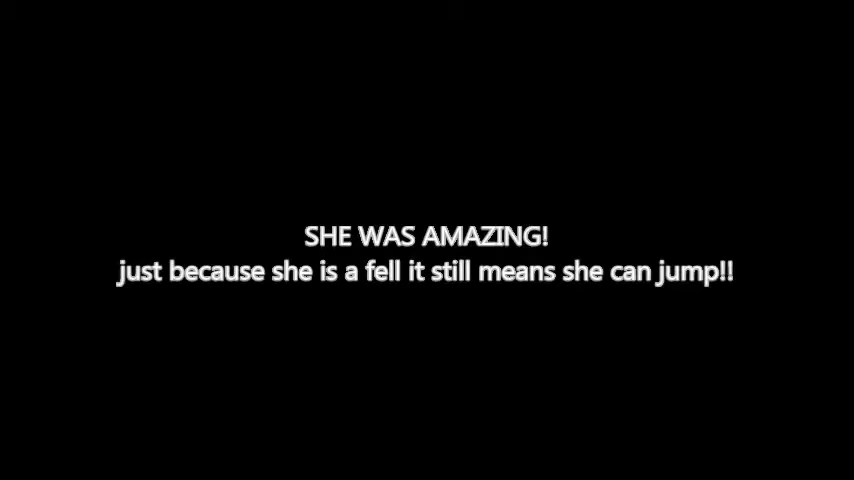 SHE WAS AMAZING!
just because she is a fell it still means she can jump!!